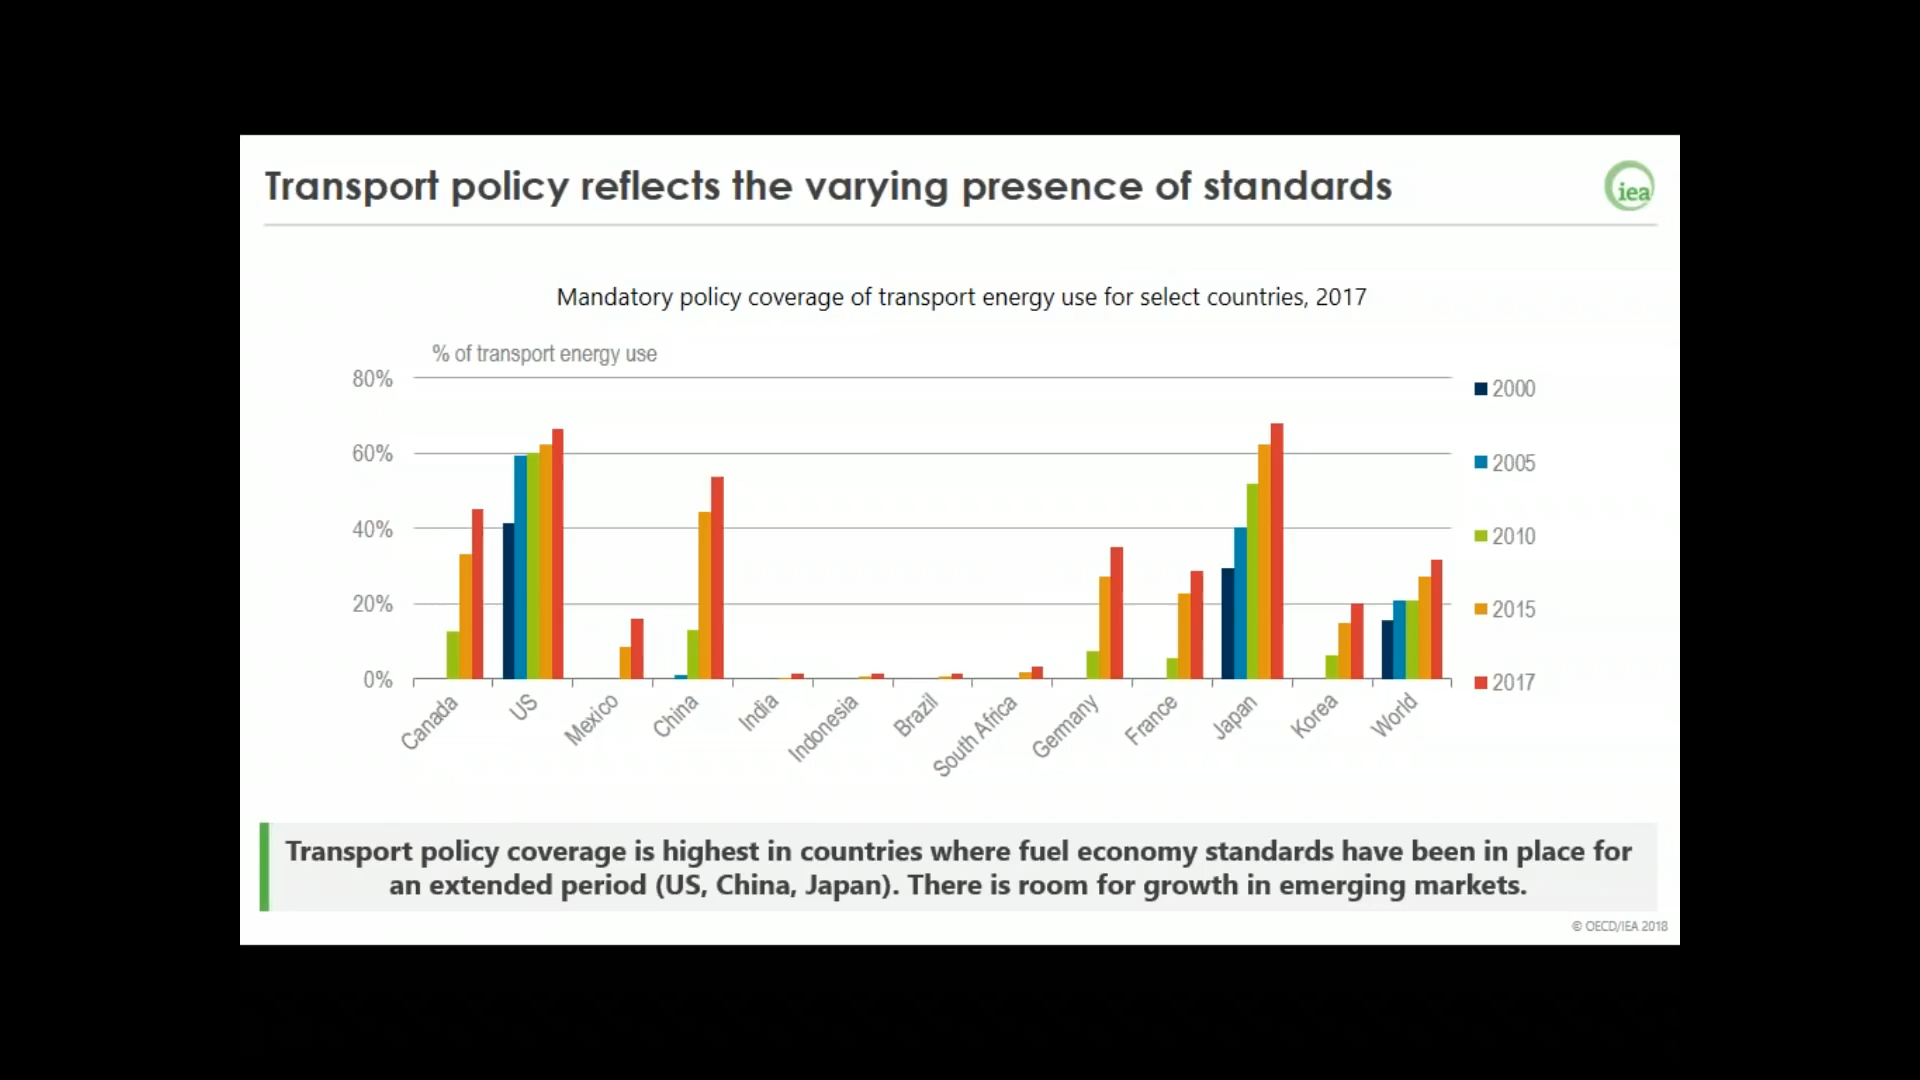 Transport policy reflects the varying presence of standards
iea
Mandatory policy coverage of transport energy use for select countries, 2017
% of transport energy use
80%
60%
40%
20%
0%
Canada
US
Mexico
China
India
Indonesia
Brazil
South Africa
Germany
France
Japan
Korea
World
2000
2005
2010
2015
2017
Transport policy coverage is highest in countries where fuel economy standards have been in place for
an extended period (US, China, Japan). There is room for growth in emerging markets.
© OECD/IEA 2018